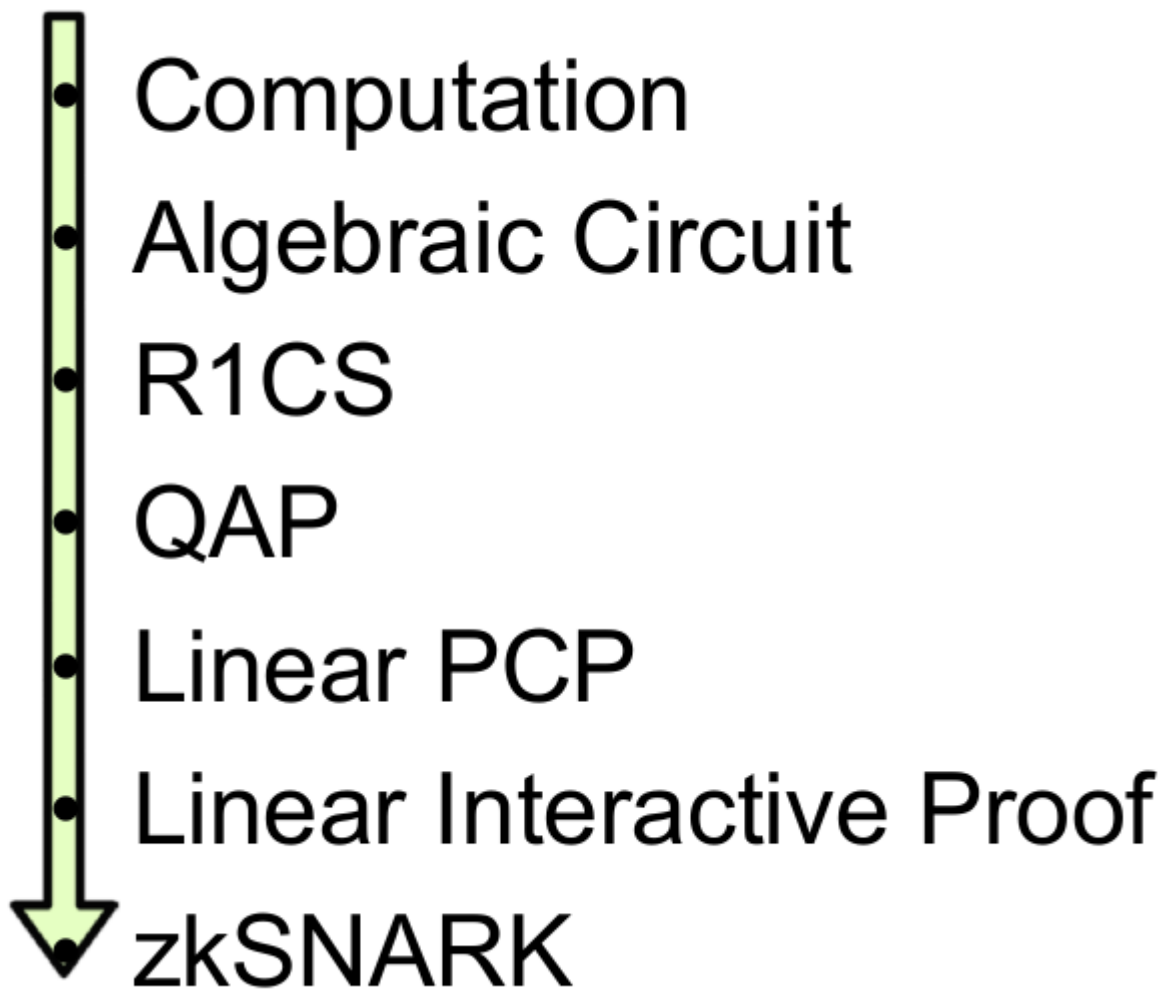 Computation
Algebraic Circuit
R1CS
QAP
Linear PCP
Linear Interactive Proof
zkSNARK